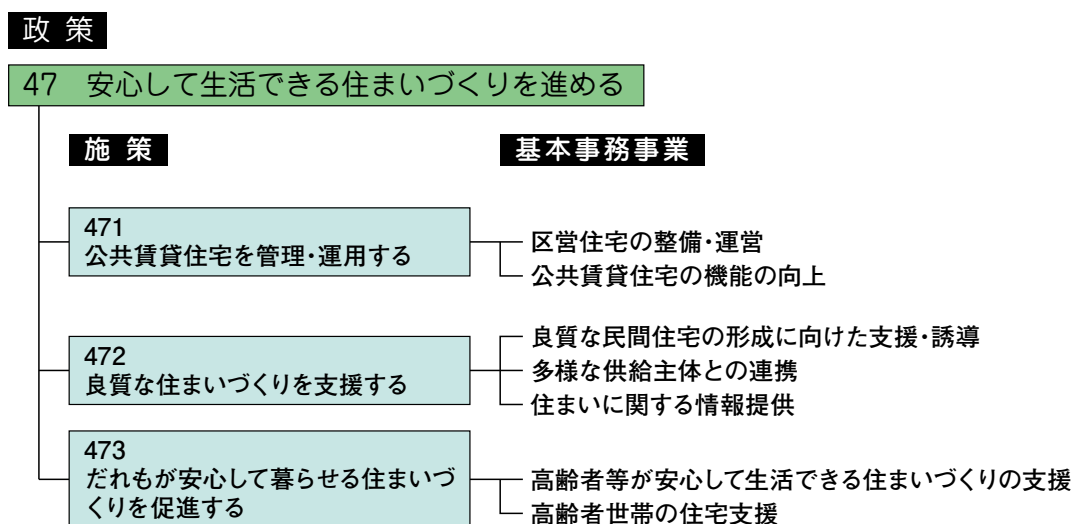 政 策
47 安心して生活できる住まいづくりを進める
施 策
基本事務事業
471
公共賃貸住宅を管理・運用する
区営住宅の整備・運営
公共賃貸住宅の機能の向上
472
良質な住まいづくりを支援する
良質な民間住宅の形成に向けた支援・誘導
多様な供給主体との連携
住まいに関する情報提供
473
だれもが安心して暮らせる住まいづ
くりを促進する
高齢者等が安心して生活できる住まいづくりの支援
高齢者世帯の住宅支援